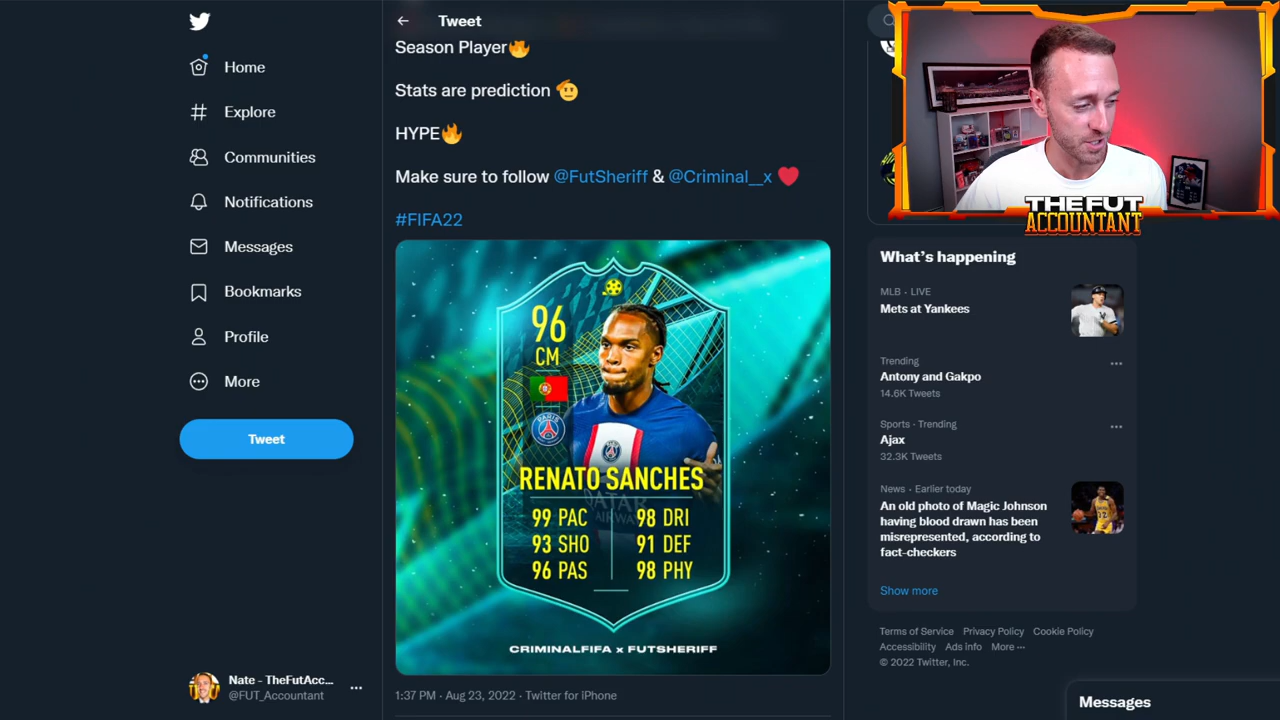 Home
Explore
Communities
Notifications
Messages
Bookmarks
Profile
More
Tweet
Nate - TheFutAcc...
@FUT_Accountant
Tweet
Season Player🔥
Stats are prediction 🫡
HYPE🔥
Make sure to follow @FutSheriff & @Criminal__x ❤️
#FIFA22
96
CM
RENATO SANCHES
99 PAC 98 DRI
93 SHO 91 DEF
96 PAS 98 PHY
CRIMINALFIFA x FUTSHERIFF
1:37 PM · Aug 23, 2022 · Twitter for iPhone
THE FUT
ACCOUNTANT
What's happening
MLB · LIVE
Mets at Yankees
Trending
Antony and Gakpo
14.6K Tweets
Sports · Trending
Ajax
32.3K Tweets
News · Earlier today
An old photo of Magic Johnson
having blood drawn has been
misrepresented, according to
fact-checkers
Show more
Terms of Service Privacy Policy Cookie Policy
Accessibility Ads info More ···
© 2022 Twitter, Inc.
Messages